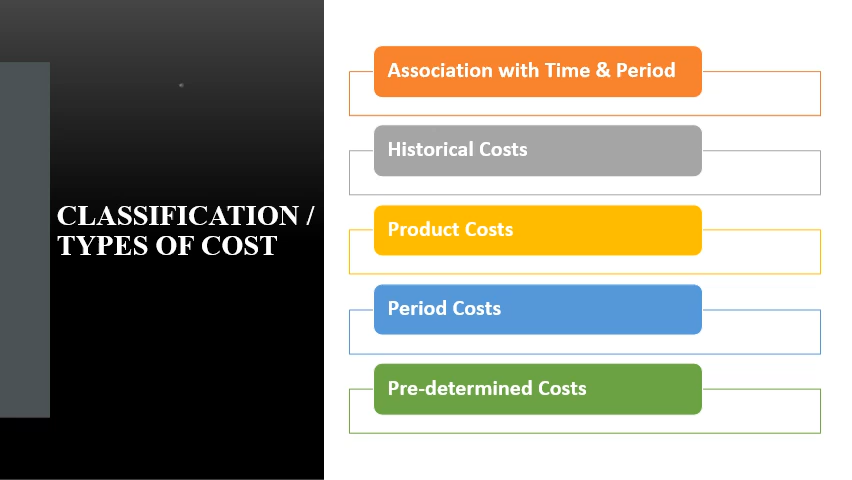 CLASSIFICATION /
TYPES OF COST
Association with Time & Period
Historical Costs
Product Costs
Period Costs
Pre-determined Costs